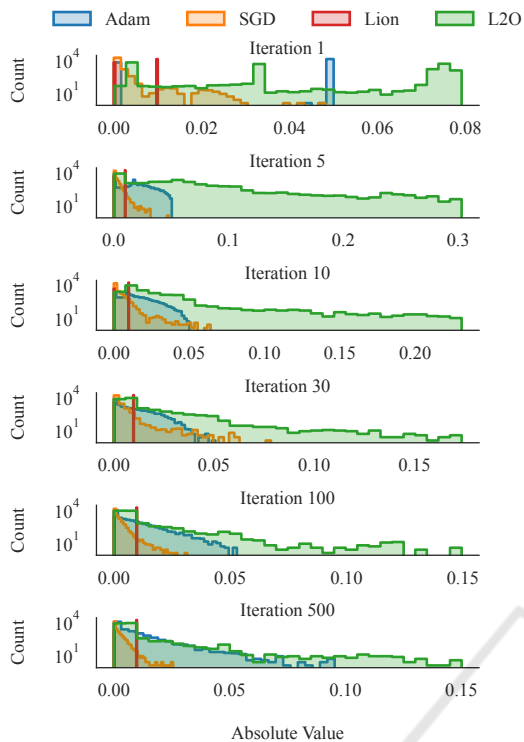 Adam SGD Lion L2O
Iteration 1
Count
10^4
10^1
0.00 0.02 0.04 0.06 0.08
Iteration 5
Count
10^4
10^1
0.0 0.1 0.2 0.3
Iteration 10
Count
10^4
10^1
0.00 0.05 0.10 0.15 0.20
Iteration 30
Count
10^4
10^1
0.00 0.05 0.10 0.15
Iteration 100
Count
10^4
10^1
0.00 0.05 0.10 0.15
Iteration 500
Count
10^4
10^1
0.00 0.05 0.10 0.15
Absolute Value